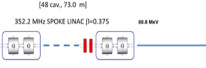 [48 cav., 73.0 m]
352.2 MHz SPOKE LINAC β=0.375
80.8 MeV